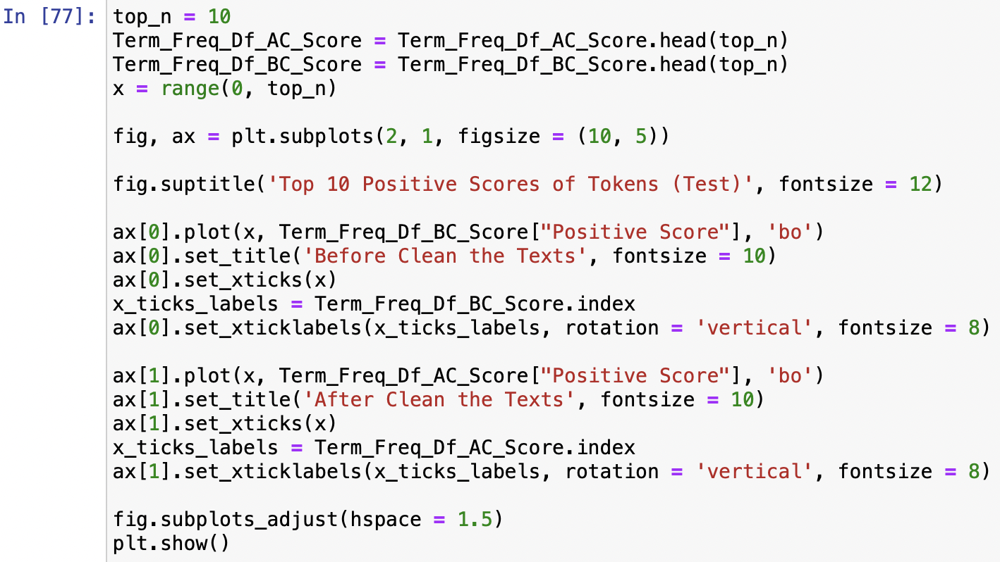 In [77]: top_n = 10
Term_Freq_Df_AC_Score = Term_Freq_Df_AC_Score.head(top_n)
Term_Freq_Df_BC_Score = Term_Freq_Df_BC_Score.head(top_n)
x = range(0, top_n)
fig, ax = plt.subplots(2, 1, figsize = (10, 5))
fig.suptitle('Top 10 Positive Scores of Tokens (Test)', fontsize = 12)
ax[0].plot(x, Term_Freq_Df_BC_Score["Positive Score"], 'bo')
ax[0].set_title('Before Clean the Texts', fontsize = 10)
ax[0].set_xticks(x)
x_ticks_labels = Term_Freq_Df_BC_Score.index
ax[0].set_xticklabels(x_ticks_labels, rotation = 'vertical', fontsize = 8)
ax[1].plot(x, Term_Freq_Df_AC_Score["Positive Score"], 'bo')
ax[1].set_title('After Clean the Texts', fontsize = 10)
ax[1].set_xticks(x)
x_ticks_labels = Term_Freq_Df_AC_Score.index
ax[1].set_xticklabels(x_ticks_labels, rotation = 'vertical', fontsize = 8)
fig.subplots_adjust(hspace = 1.5)
plt.show()